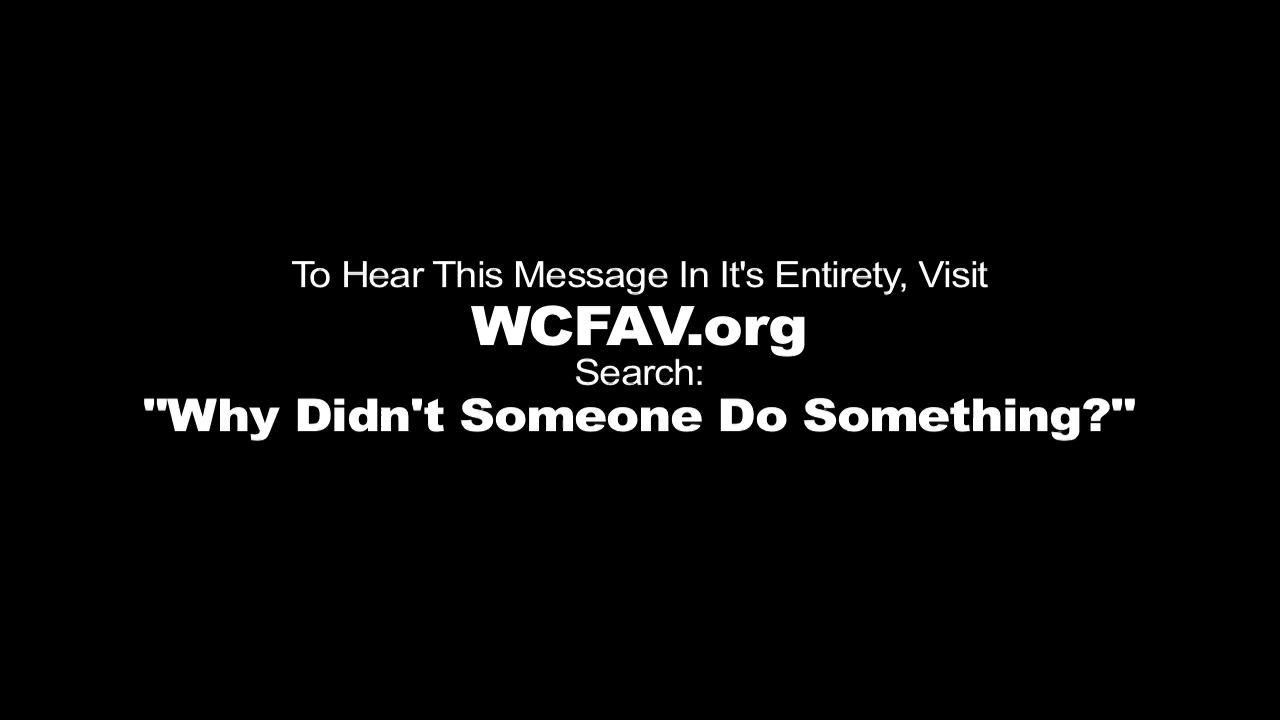 To Hear This Message In It's Entirety, Visit
WCFAV.org
Search:
"Why Didn't Someone Do Something?"